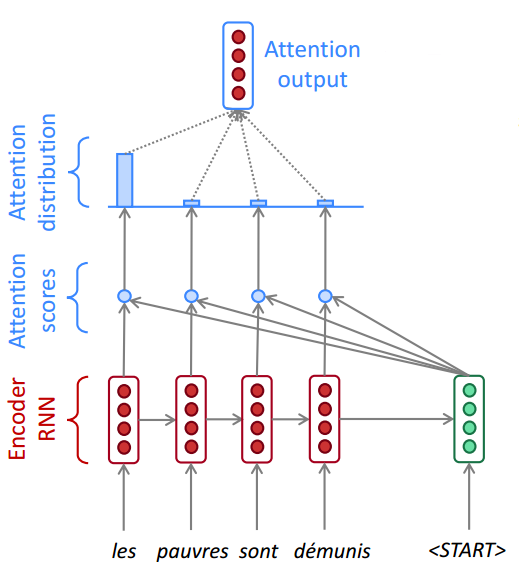 Attention
output
Attention
distribution
Attention
scores
Encoder
RNN
les pauvres sont démunis <START>